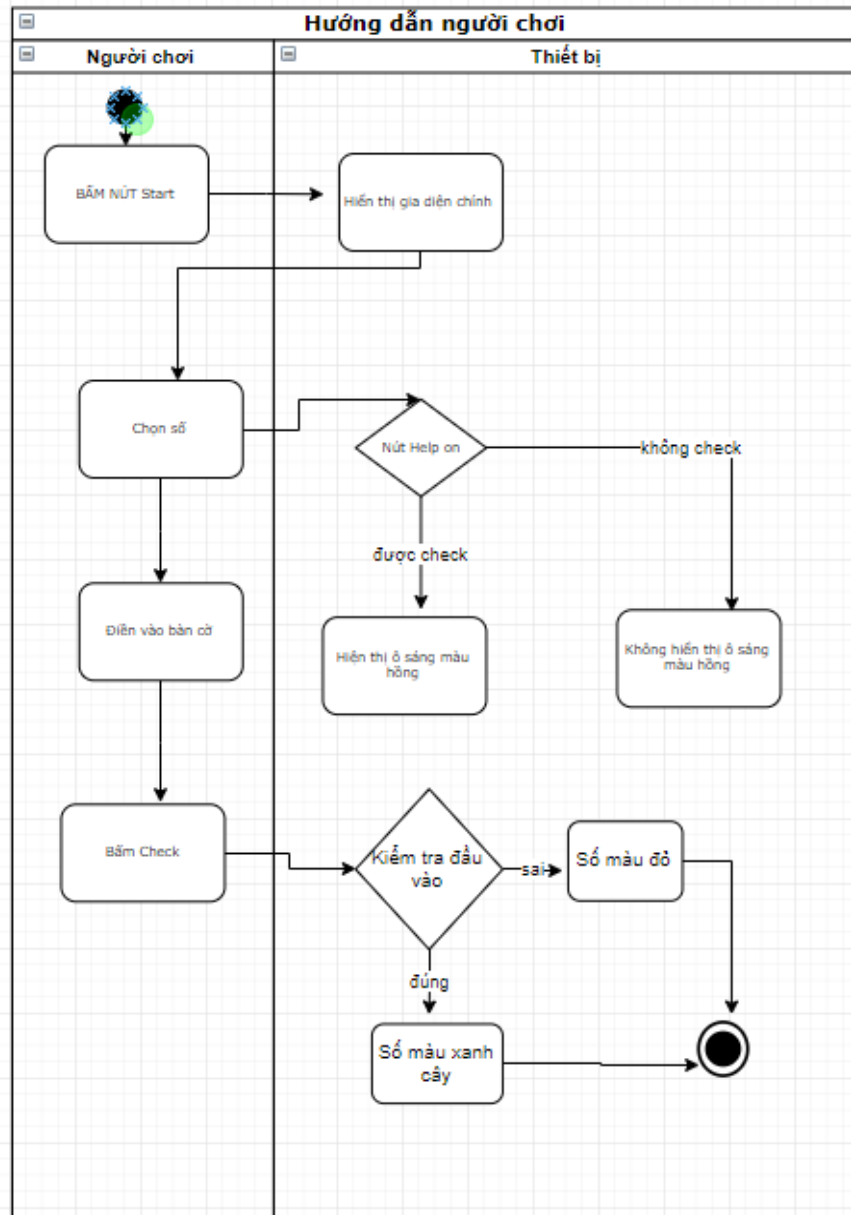 Hướng dẫn người chơi
Người chơi
Thiết bị
BẤM NÚT Start
Hiển thị gia diện chính
Chọn số
Nút Help on
không check
được check
Điền vào bàn cờ
Hiện thị ô sáng màu
hồng
Không hiển thị ô sáng
màu hồng
Bấm Check
Kiểm tra đầu
vào
sai
Số màu đỏ
đúng
Số màu xanh
cây